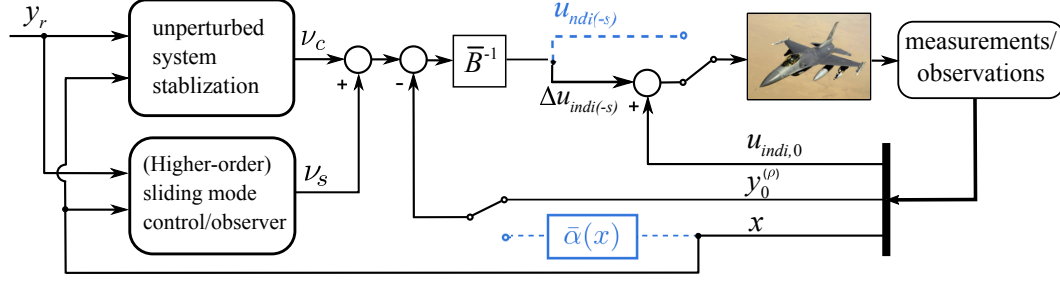 y_r
unperturbed
system
stablization
ν_c
+
-
B̅⁻¹
u_ndi(-s)
Δu_indi(-s)
+
measurements/
observations
(Higher-order)
sliding mode
control/observer
ν_s
u_indi,0
y_0^(ρ)
ᾱ(x)
x